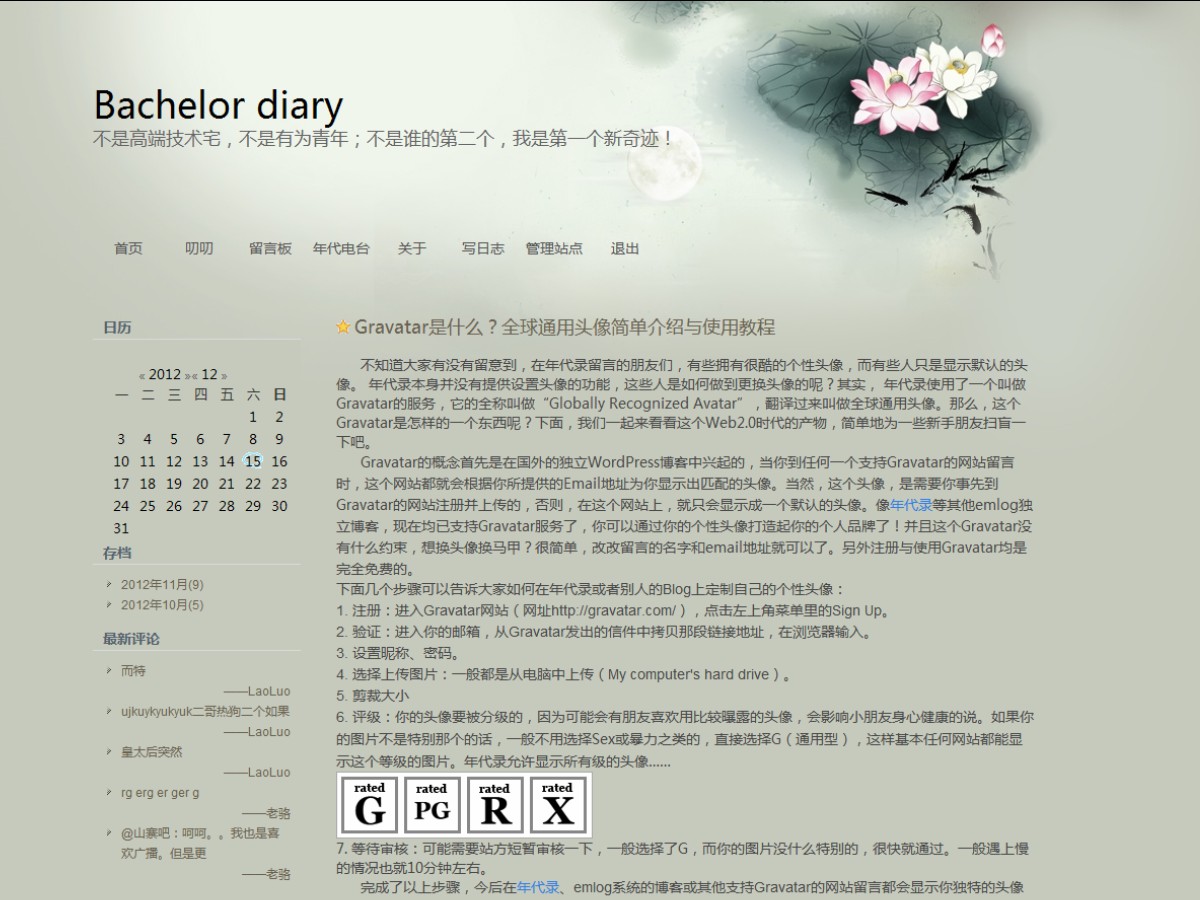 Bachelor diary
不是高端技术宅，不是有为青年；不是谁的第二个，我是第一个新奇迹！
首页 叨叨 留言板 年代电台 关于 写日志 管理站点 退出
日历
« 2012 »« 12 »
一 二 三 四 五 六 日
1 2
3 4 5 6 7 8 9
10 11 12 13 14 15 16
17 18 19 20 21 22 23
24 25 26 27 28 29 30
31
存档
2012年11月(9)
2012年10月(5)
最新评论
而特
——LaoLuo
ujkuykyukyuk二哥热狗二个如果
——LaoLuo
皇太后突然
——LaoLuo
rg erg er ger g
——老骆
@山寨吧：呵呵。。我也是喜
欢广播。但是更
——老骆
Gravatar是什么？全球通用头像简单介绍与使用教程
不知道大家有没有留意到，在年代录留言的朋友们，有些拥有很酷的个性头像，而有些人只是显示默认的头
像。 年代录本身并没有提供设置头像的功能，这些人是如何做到更换头像的呢？其实， 年代录使用了一个叫做
Gravatar的服务，它的全称叫做“Globally Recognized Avatar”，翻译过来叫做全球通用头像。那么，这个
Gravatar是怎样的一个东西呢？下面，我们一起来看看这个Web2.0时代的产物，简单地为一些新手朋友扫盲一
下吧。
Gravatar的概念首先是在国外的独立WordPress博客中兴起的，当你到任何一个支持Gravatar的网站留言
时，这个网站都就会根据你所提供的Email地址为你显示出匹配的头像。当然，这个头像，是需要你事先到
Gravatar的网站注册并上传的，否则，在这个网站上，就只会显示成一个默认的头像。像年代录等其他emlog独
立博客，现在均已支持Gravatar服务了，你可以通过你的个性头像打造起你的个人品牌了！并且这个Gravatar没
有什么约束，想换头像换马甲？很简单，改改留言的名字和email地址就可以了。另外注册与使用Gravatar均是
完全免费的。
下面几个步骤可以告诉大家如何在年代录或者别人的Blog上定制自己的个性头像：
1. 注册：进入Gravatar网站（网址http://gravatar.com/），点击左上角菜单里的Sign Up。
2. 验证：进入你的邮箱，从Gravatar发出的信件中拷贝那段链接地址，在浏览器输入。
3. 设置昵称、密码。
4. 选择上传图片：一般都是从电脑中上传（My computer's hard drive）。
5. 剪裁大小
6. 评级：你的头像要被分级的，因为可能会有朋友喜欢用比较曝露的头像，会影响小朋友身心健康的说。如果你
的图片不是特别那个的话，一般不用选择Sex或暴力之类的，直接选择G（通用型），这样基本任何网站都能显
示这个等级的图片。年代录允许显示所有级的头像......
rated rated rated rated
G PG R X
7. 等待审核：可能需要站方短暂审核一下，一般选择了G，而你的图片没什么特别的，很快就通过。一般遇上慢
的情况也就10分钟左右。
完成了以上步骤，今后在年代录、emlog系统的博客或其他支持Gravatar的网站留言都会显示你独特的头像